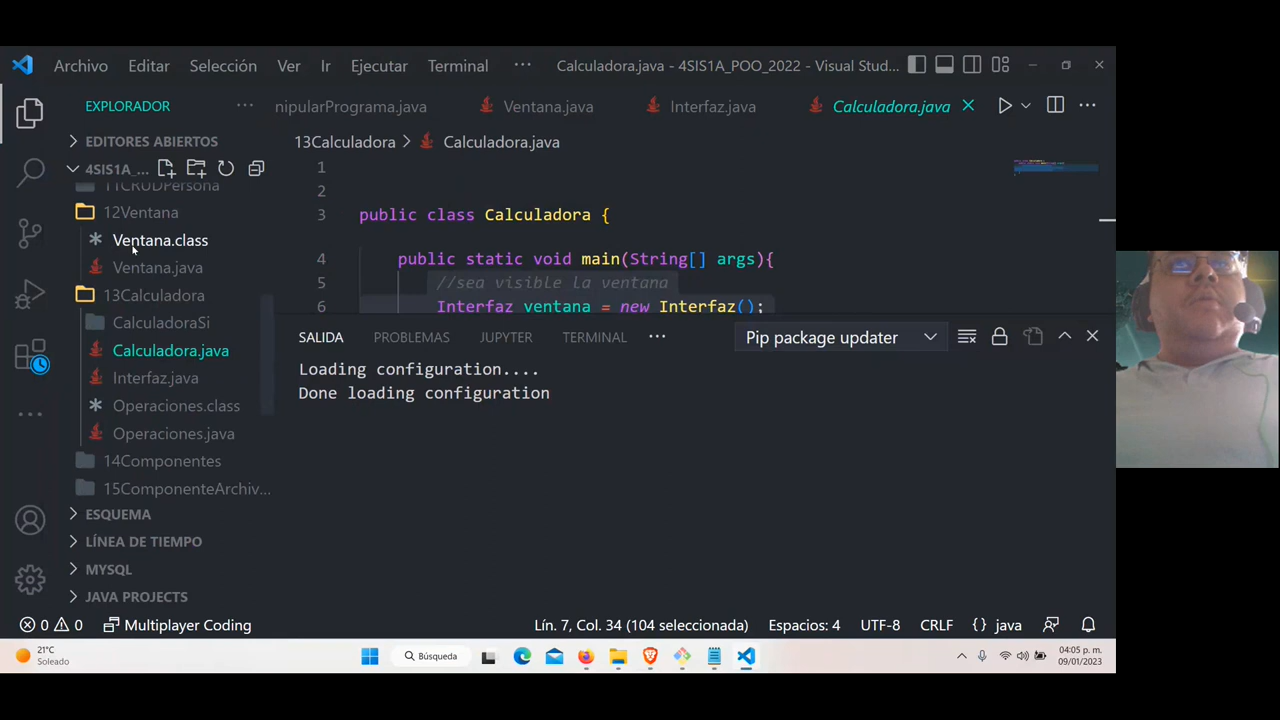 Archivo Editar Selección Ver Ir Ejecutar Terminal ··· Calculadora.java - 4SIS1A_POO_2022 - Visual Stud...
EXPLORADOR ··· nipularPrograma.java Ventana.java Interfaz.java Calculadora.java
EDITORES ABIERTOS
13Calculadora > Calculadora.java
4SIS1A_...
11CRUDPersona
12Ventana
Ventana.class
Ventana.java
13Calculadora
CalculadoraSi
Calculadora.java
Interfaz.java
Operaciones.class
Operaciones.java
14Componentes
15ComponenteArchiv...
ESQUEMA
LÍNEA DE TIEMPO
MYSQL
JAVA PROJECTS
1
2
3 public class Calculadora {
4 public static void main(String[] args){
5 //sea visible la ventana
6 Interfaz ventana = new Interfaz();
SALIDA PROBLEMAS JUPYTER TERMINAL ··· Pip package updater
Loading configuration....
Done loading configuration
0 0 Multiplayer Coding Lín. 7, Col. 34 (104 seleccionada) Espacios: 4 UTF-8 CRLF {} java
21°C
Soleado
Búsqueda
04:05 p. m.
09/01/2023